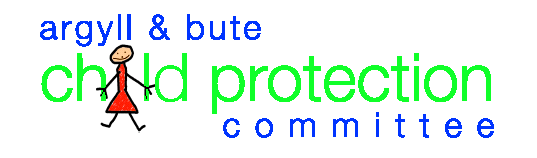 argyll & bute
child protection
committee